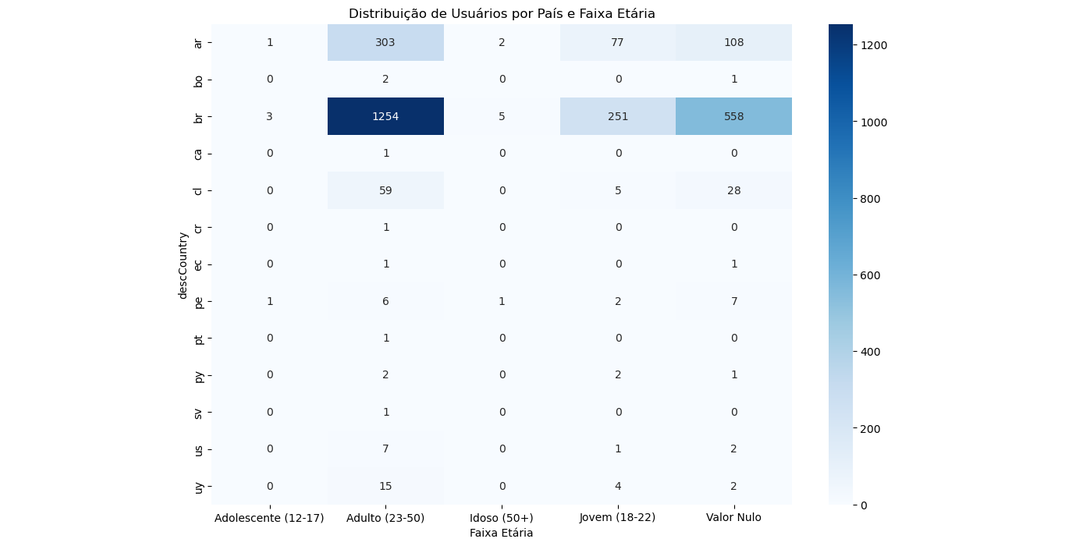 Distribuição de Usuários por País e Faixa Etária
ar 1 303 2 77 108
bo 0 2 0 0 1
br 3 1254 5 251 558
ca 0 1 0 0 0
cl 0 59 0 5 28
cr 0 1 0 0 0
ec 0 1 0 0 1
pe 1 6 1 2 7
pt 0 1 0 0 0
py 0 2 0 2 1
sv 0 1 0 0 0
us 0 7 0 1 2
uy 0 15 0 4 2
descCountry
Adolescente (12-17) Adulto (23-50) Idoso (50+) Jovem (18-22) Valor Nulo
Faixa Etária
1200
1000
800
600
400
200
0